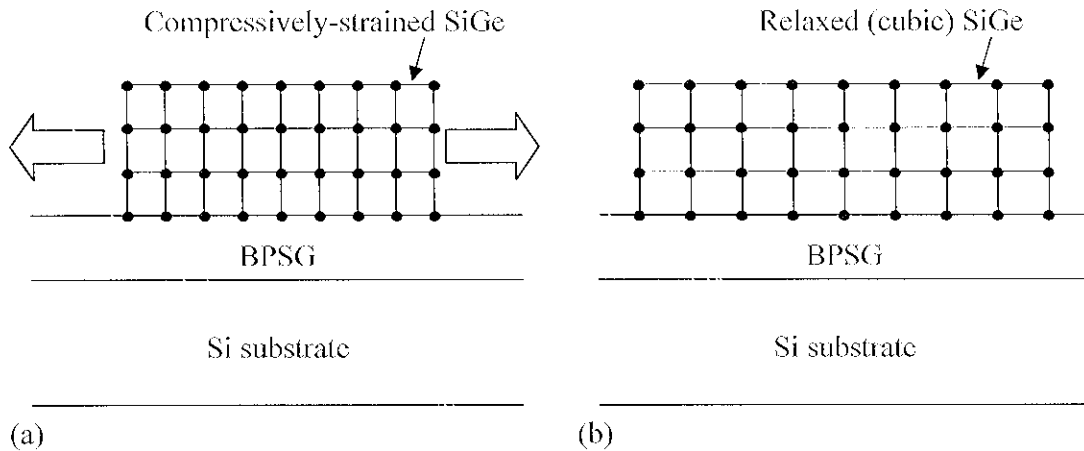 Compressively-strained SiGe
Relaxed (cubic) SiGe
BPSG
BPSG
Si substrate
Si substrate
(a)
(b)